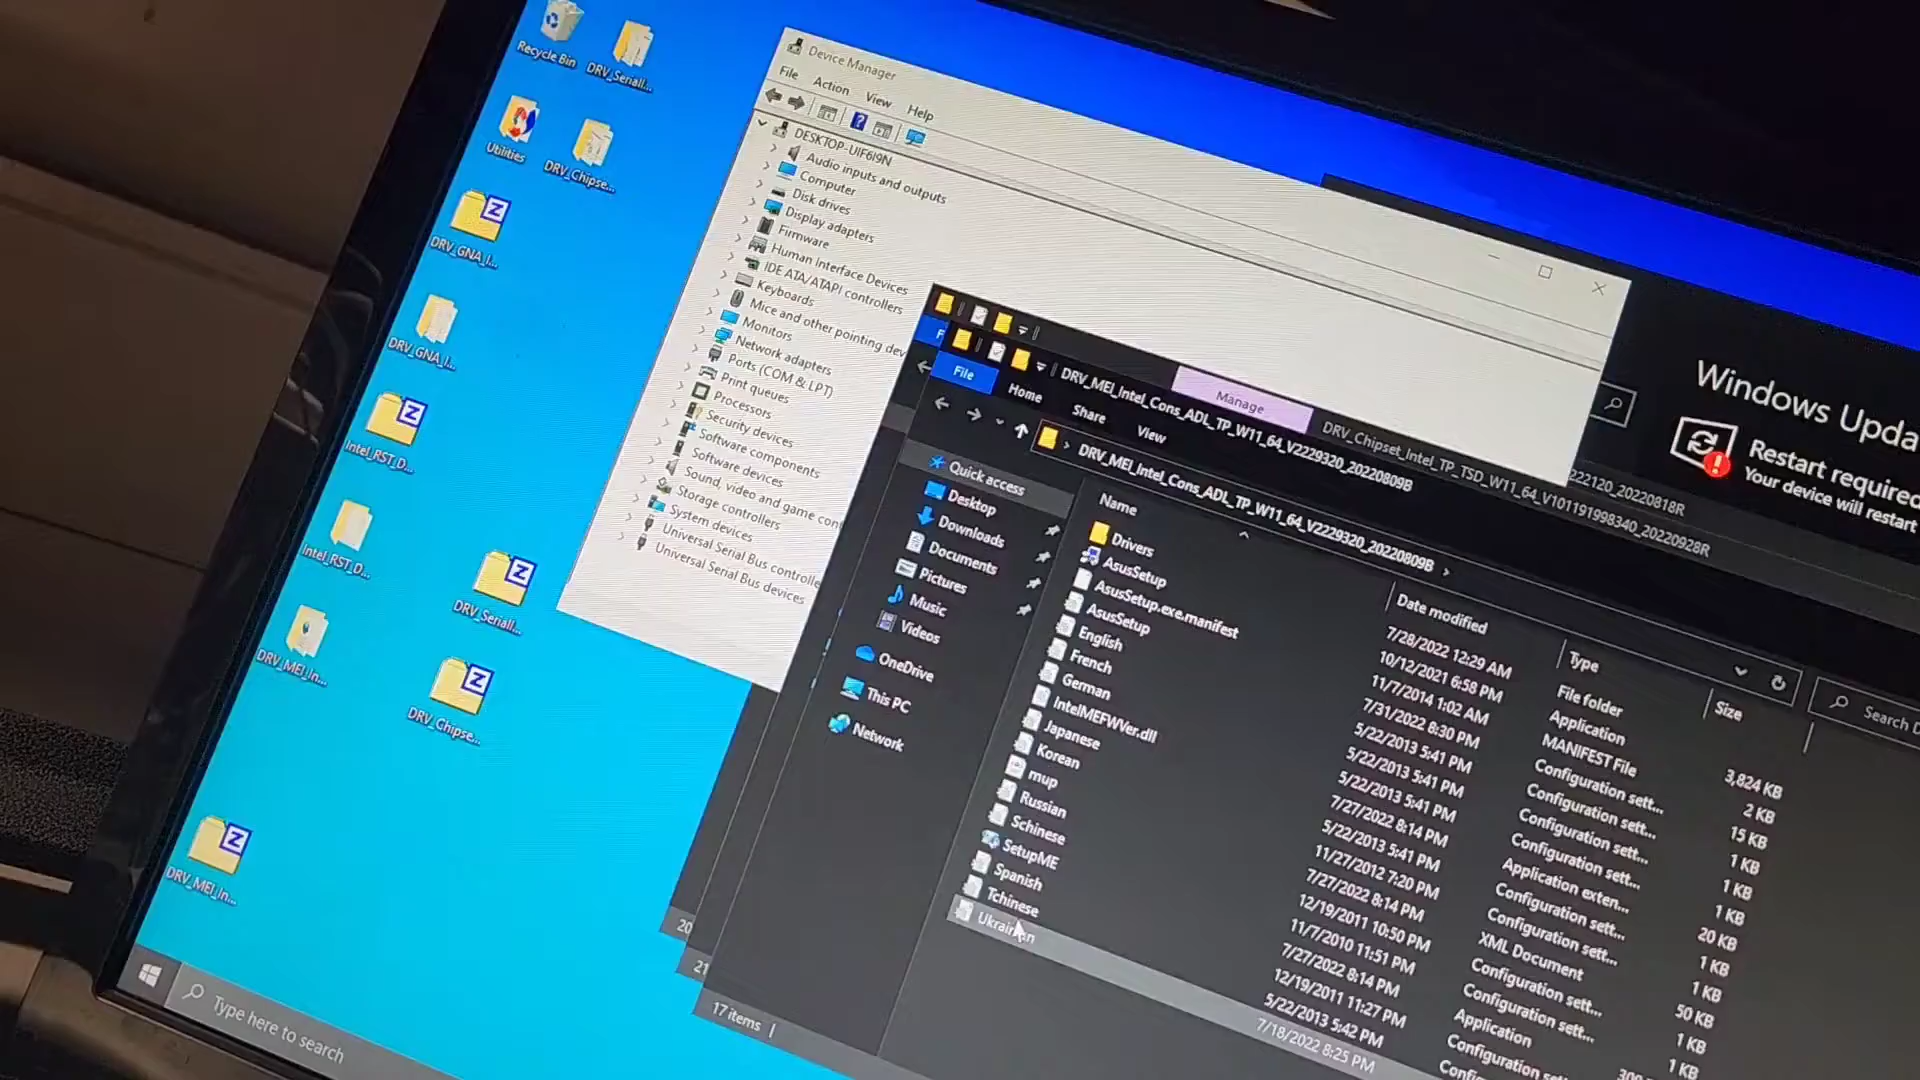 Recycle Bin
DRV_SerialI...
Utilities
DRV_Chipse...
DRV_GNA_I...
DRV_GNA_I...
Intel_RST_D...
Intel_RST_D...
DRV_SerialI...
DRV_MEI_In...
DRV_Chipse...
DRV_MEI_In...
Type here to search
Device Manager
File Action View Help
DESKTOP-UIF6I9N
Audio inputs and outputs
Computer
Disk drives
Display adapters
Firmware
Human Interface Devices
IDE ATA/ATAPI controllers
Keyboards
Mice and other pointing dev
Monitors
Network adapters
Ports (COM & LPT)
Print queues
Processors
Security devices
Software components
Software devices
Sound, video and game con
Storage controllers
System devices
Universal Serial Bus controlle
Universal Serial Bus devices
Windows Upda
Restart required
Your device will restart
22120_20220818R
DRV_Chipset_Intel_TP_TSD_W11_64_V101191998340_20220928R
Manage
DRV_MEI_Intel_Cons_ADL_TP_W11_64_V2229320_20220809B
File Home Share View
DRV_MEI_Intel_Cons_ADL_TP_W11_64_V2229320_20220809B
Search D
Quick access
Desktop
Downloads
Documents
Pictures
Music
Videos
OneDrive
This PC
Network
Name Date modified Type Size
Drivers 7/28/2022 12:29 AM File folder
AsusSetup 10/12/2021 6:58 PM Application 3,824 KB
AsusSetup.exe.manifest 11/7/2014 1:02 AM MANIFEST File 2 KB
AsusSetup 7/31/2022 8:30 PM Configuration sett... 15 KB
English 5/22/2013 5:41 PM Configuration sett... 1 KB
French 5/22/2013 5:41 PM Configuration sett... 1 KB
German 5/22/2013 5:41 PM Configuration sett... 1 KB
IntelMEFWVer.dll 7/27/2022 8:14 PM Application exten... 20 KB
Japanese 5/22/2013 5:41 PM Configuration sett... 1 KB
Korean 11/27/2012 7:20 PM Configuration sett... 1 KB
mup 7/27/2022 8:14 PM XML Document 50 KB
Russian 12/19/2011 10:50 PM Configuration sett... 1 KB
Schinese 11/7/2010 11:51 PM Configuration sett... 1 KB
SetupME 7/27/2022 8:14 PM Application
Spanish 12/19/2011 11:27 PM Configuration sett...
Tchinese 5/22/2013 5:42 PM
Ukrainian 7/18/2022 8:25 PM
20
21
17 items